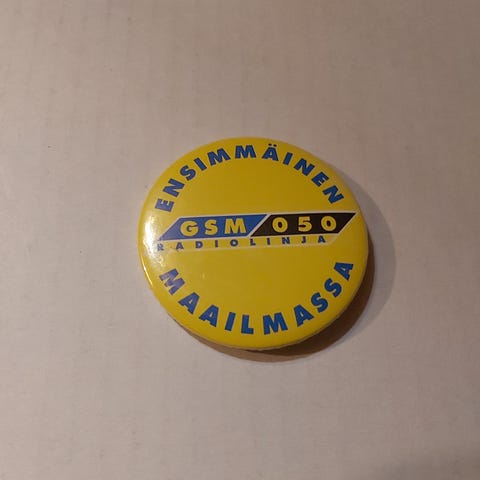 ENSIMMÄINEN
GSM 050
RADIOLINJA
MAAILMASSA